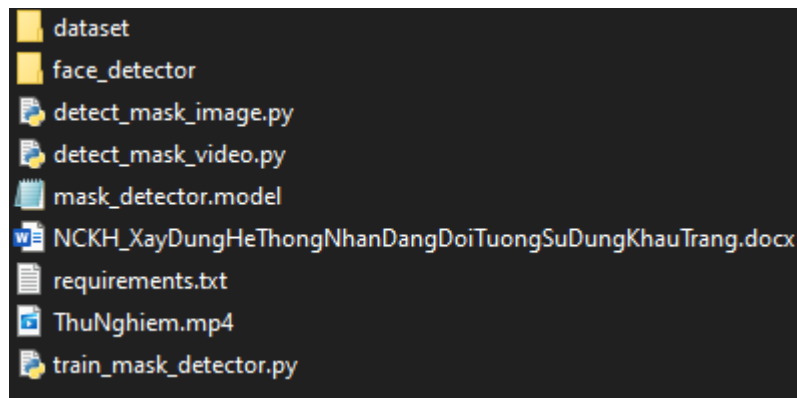 dataset
face_detector
detect_mask_image.py
detect_mask_video.py
mask_detector.model
NCKH_XayDungHeThongNhanDangDoiTuongSuDungKhauTrang.docx
requirements.txt
ThuNghiem.mp4
train_mask_detector.py